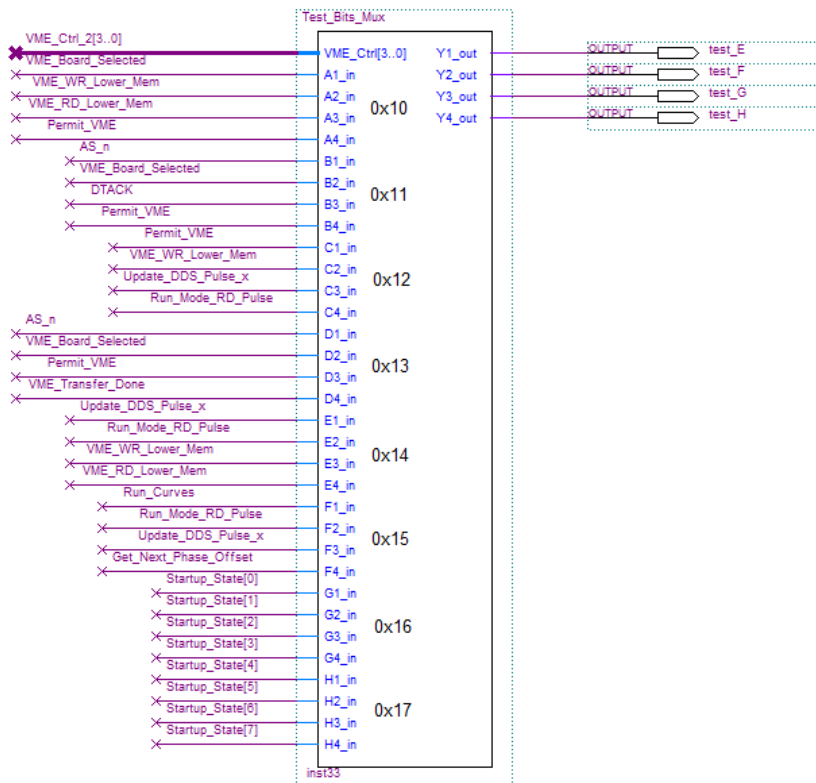 Test_Bits_Mux
VME_Ctrl_2[3..0] VME_Ctrl[3..0] Y1_out OUTPUT test_E
VME_Board_Selected A1_in Y2_out OUTPUT test_F
VME_WR_Lower_Mem A2_in Y3_out OUTPUT test_G
VME_RD_Lower_Mem A3_in 0x10 Y4_out OUTPUT test_H
Permit_VME A4_in
AS_n B1_in
VME_Board_Selected B2_in
DTACK B3_in 0x11
Permit_VME B4_in
Permit_VME C1_in
VME_WR_Lower_Mem C2_in
Update_DDS_Pulse_x C3_in 0x12
Run_Mode_RD_Pulse C4_in
AS_n D1_in
VME_Board_Selected D2_in
Permit_VME D3_in 0x13
VME_Transfer_Done D4_in
Update_DDS_Pulse_x E1_in
Run_Mode_RD_Pulse E2_in
VME_WR_Lower_Mem E3_in 0x14
VME_RD_Lower_Mem E4_in
Run_Curves F1_in
Run_Mode_RD_Pulse F2_in
Update_DDS_Pulse_x F3_in 0x15
Get_Next_Phase_Offset F4_in
Startup_State[0] G1_in
Startup_State[1] G2_in
Startup_State[2] G3_in 0x16
Startup_State[3] G4_in
Startup_State[4] H1_in
Startup_State[5] H2_in
Startup_State[6] H3_in 0x17
Startup_State[7] H4_in
inst33